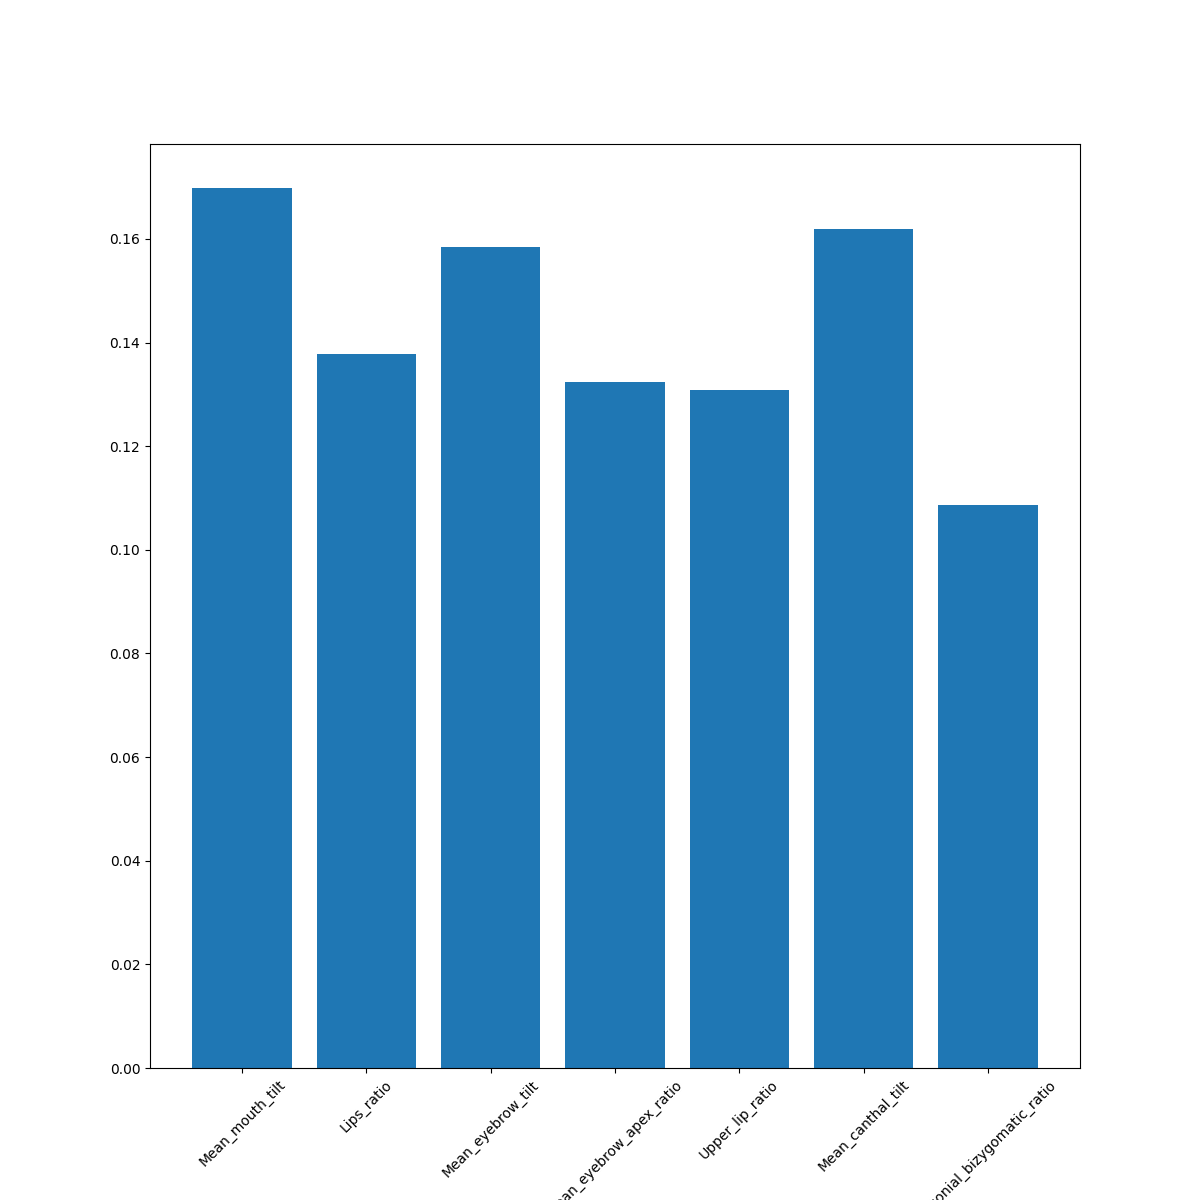 0.16
0.14
0.12
0.10
0.08
0.06
0.04
0.02
0.00
Mean_mouth_tilt
Lips_ratio
Mean_eyebrow_tilt
an_eyebrow_apex_ratio
Upper_lip_ratio
Mean_canthal_tilt
onial_bizygomatic_ratio